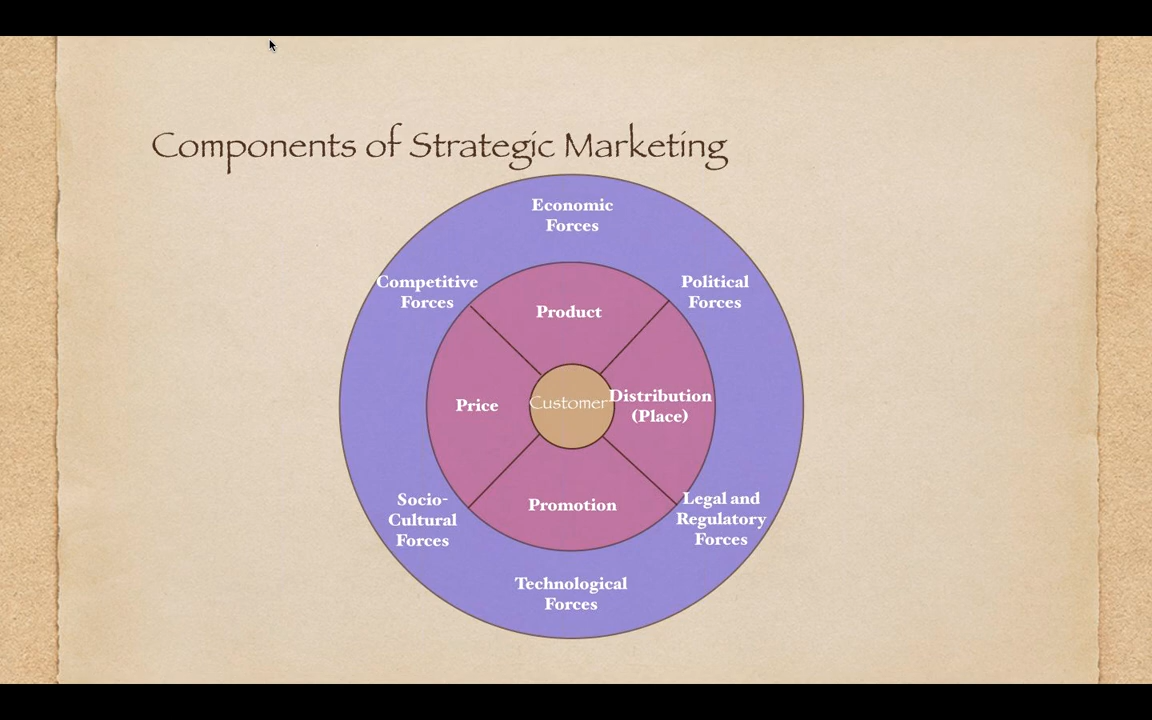 Components of Strategic Marketing
Economic
Forces
Competitive
Forces
Political
Forces
Product
Price
Customer
Distribution
(Place)
Promotion
Socio-
Cultural
Forces
Legal and
Regulatory
Forces
Technological
Forces